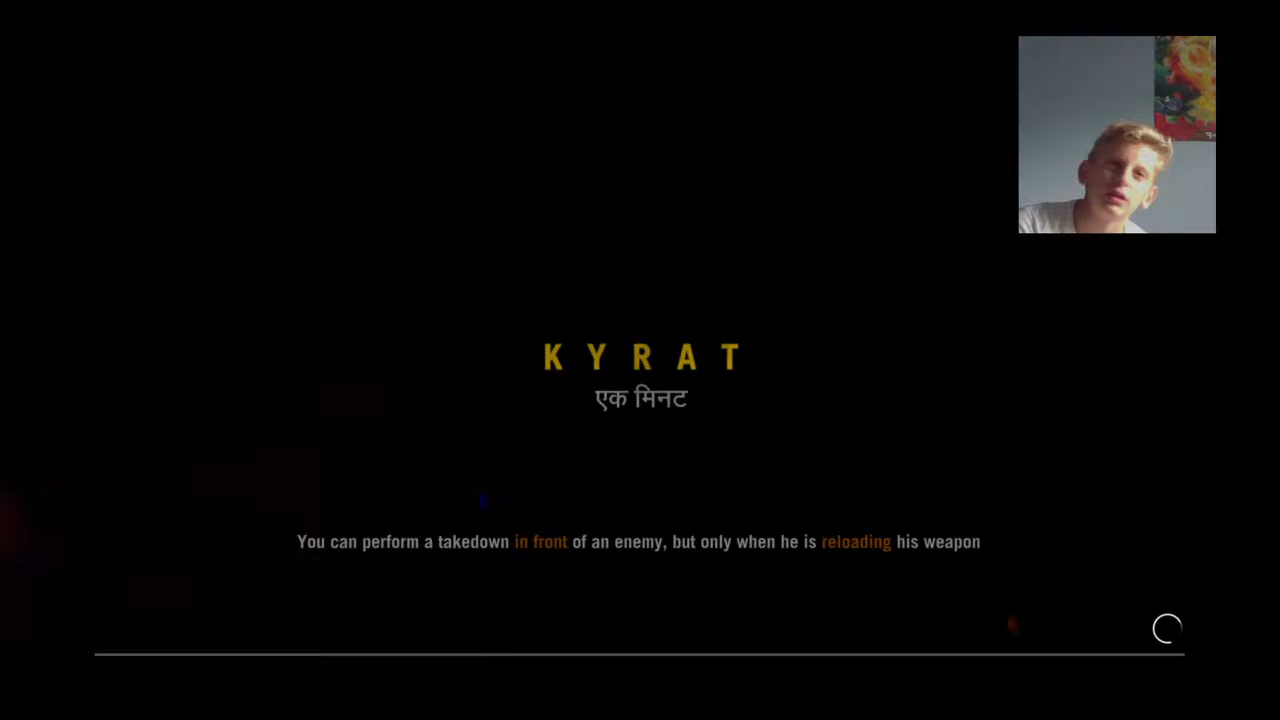 KYRAT
एक मिनट
You can perform a takedown in front of an enemy, but only when he is reloading his weapon